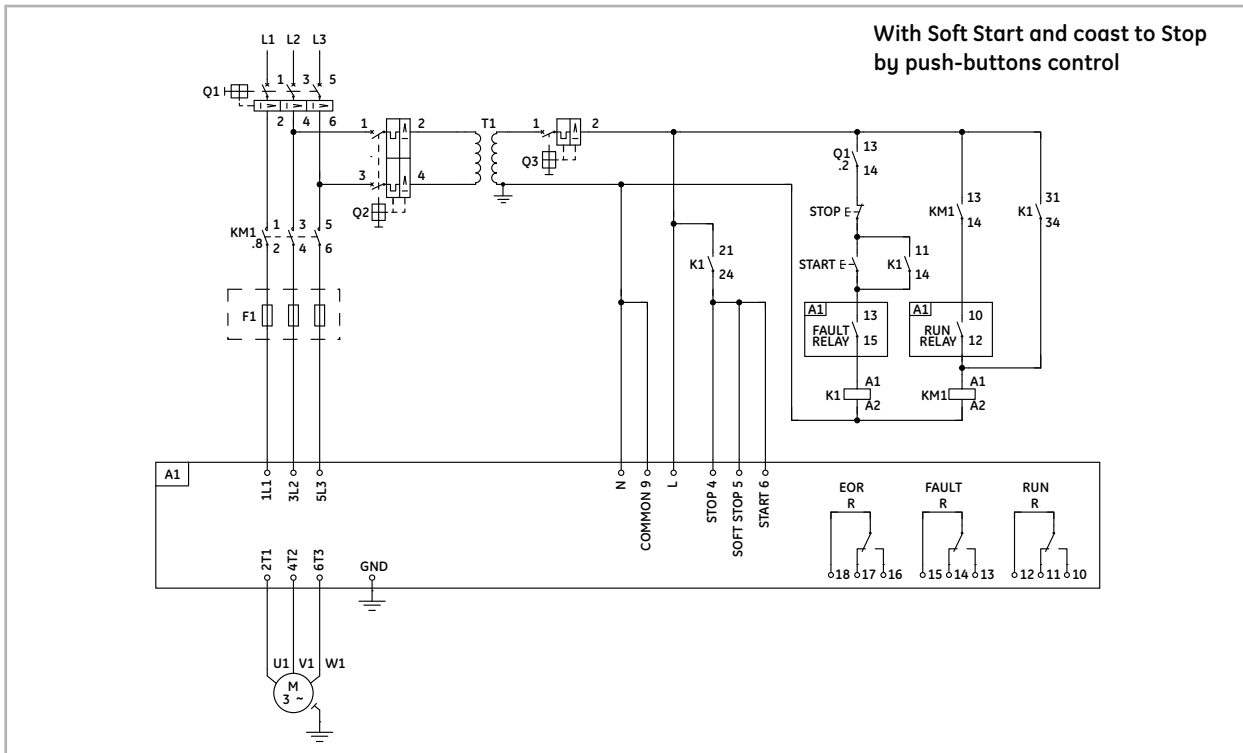 With Soft Start and coast to Stop
by push-buttons control
L1 L2 L3
Q1
1 3 5
2 4 6
1 2
3 4
Q2
T1
1 2
Q3
KM1
.8
1 3 5
2 4 6
F1
K1
21
24
Q1
.2
13
14
STOP E
START E
K1
11
14
A1
FAULT
RELAY
13
15
K1
A1
A2
KM1
13
14
A1
RUN
RELAY
10
12
KM1
A1
A2
K1
31
34
A1
1L1
3L2
5L3
N
COMMON 9
L
STOP 4
SOFT STOP 5
START 6
EOR
R
18 17 16
FAULT
R
15 14 13
RUN
R
12 11 10
2T1
4T2
6T3
GND
U1 V1 W1
M
3 ~